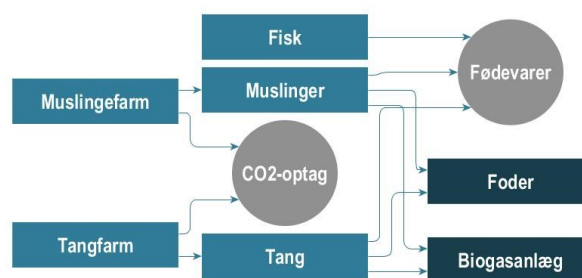 Fisk
Fødevarer
Muslingefarm
Muslinger
CO2-optag
Foder
Tangfarm
Tang
Biogasanlæg